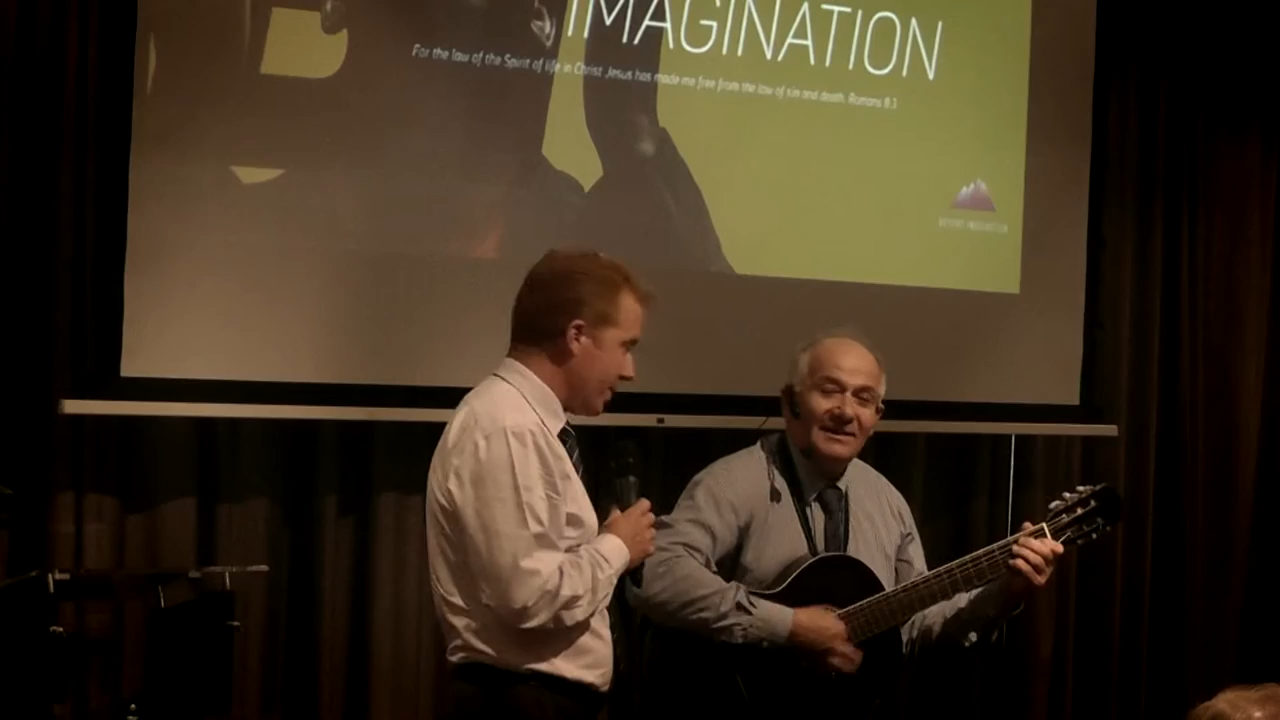 IMAGINATION
For the law of the Spirit of life in Christ Jesus has made me free from the law of sin and death. Romans 8.3